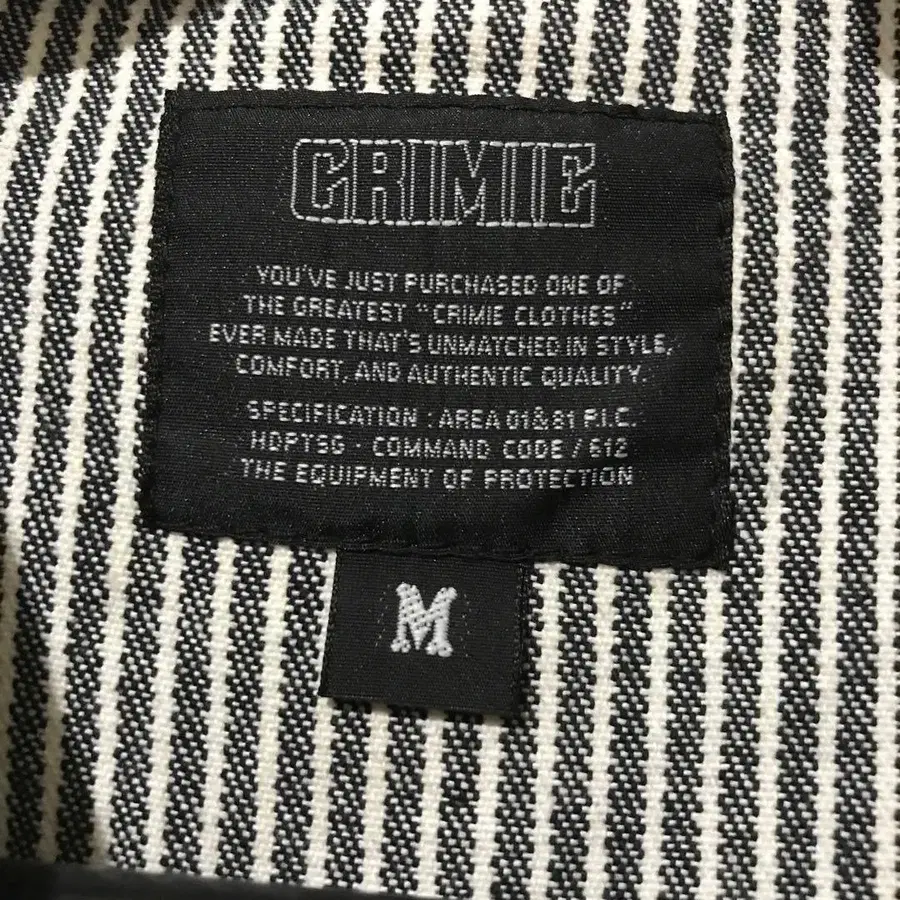 CRIMIE
YOU'VE JUST PURCHASED ONE OF
THE GREATEST "CRIMIE CLOTHES"
EVER MADE THAT'S UNMATCHED IN STYLE,
COMFORT, AND AUTHENTIC QUALITY.
SPECIFICATION : AREA 01&81 P.I.C.
HDPTSG · COMMAND CODE / 612
THE EQUIPMENT OF PROTECTION
M